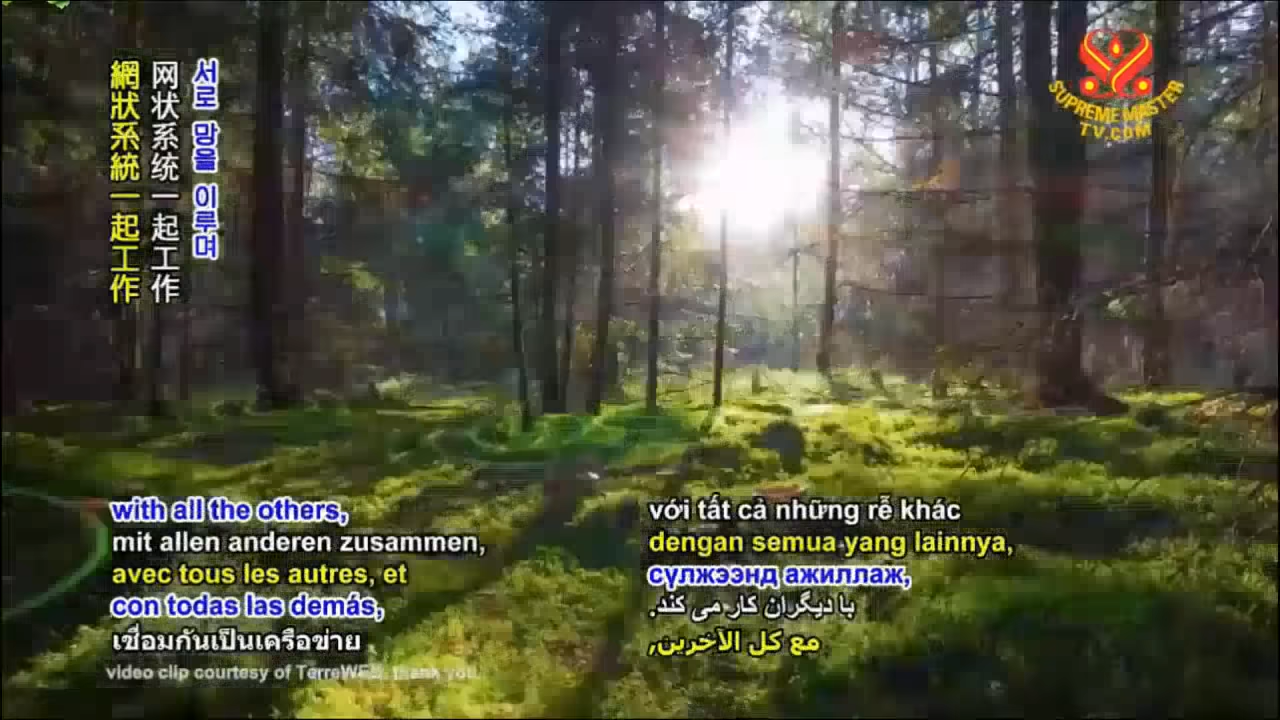 서로 망을 이루며
网状系统一起工作
網狀系統一起工作
SUPREME MASTER
TV.COM
with all the others,
mit allen anderen zusammen,
avec tous les autres, et
con todas las demás,
เชื่อมกันเป็นเครือข่าย
video clip courtesy of thank you.
với tất cả những rễ khác
dengan semua yang lainnya,
сүлжээнд ажиллаж,
با دیگران کار می کند.
مع كل الآخرين,